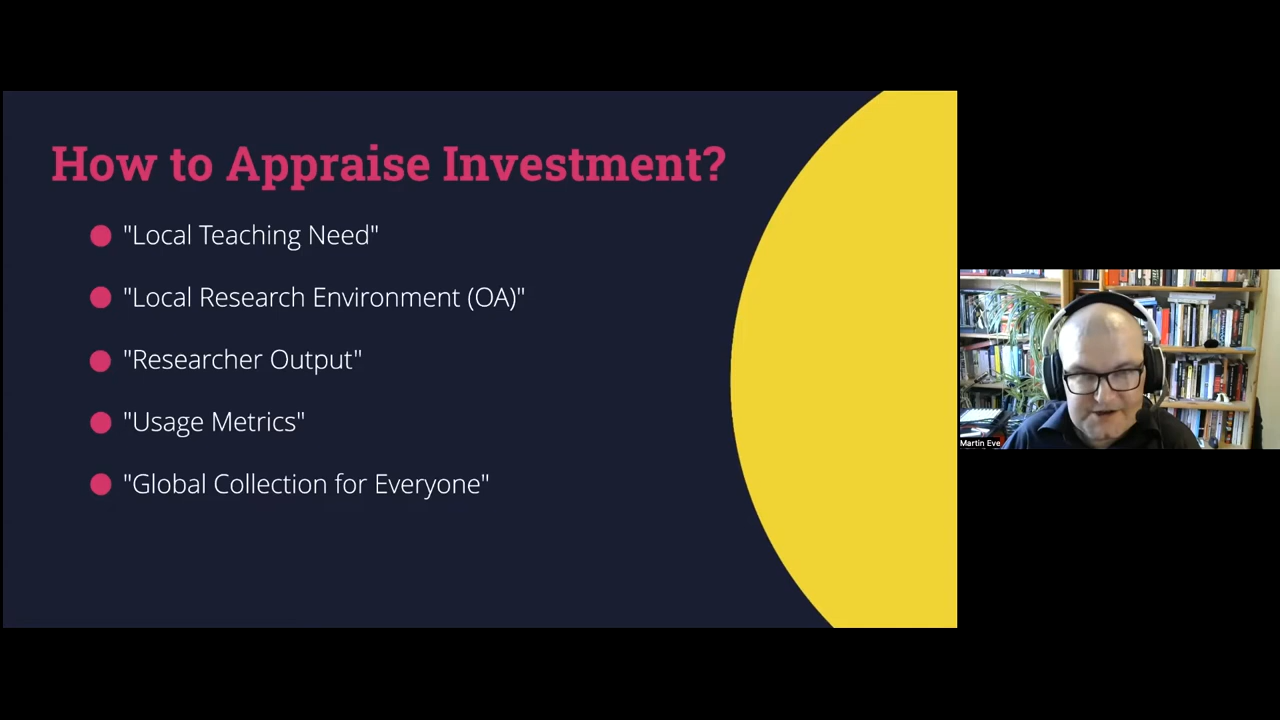 How to Appraise Investment?
"Local Teaching Need"
"Local Research Environment (OA)"
"Researcher Output"
"Usage Metrics"
"Global Collection for Everyone"
Martin Eve